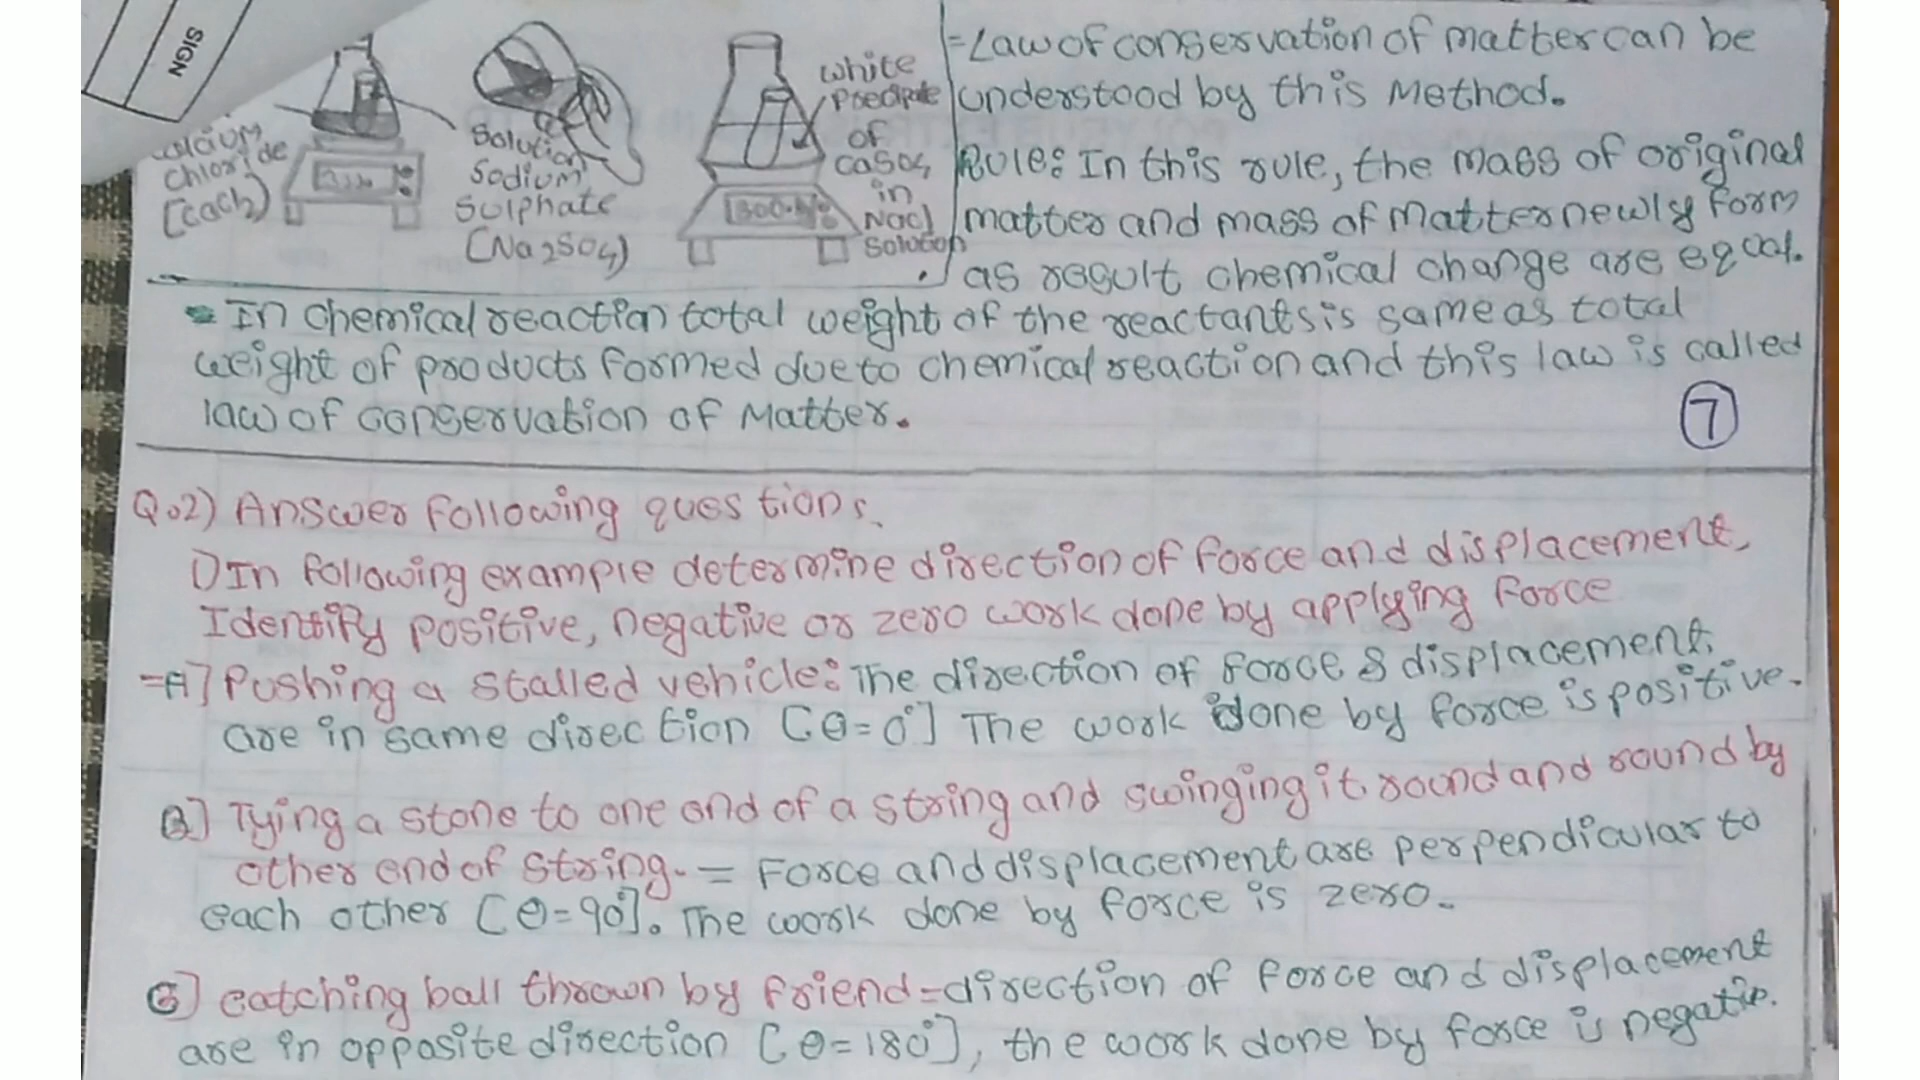 SIGN
Calcium
Chloride
[CaCl2)
Solution
Sodium
Sulphate
(Na2SO4)
300.
white
Precipate
of
CaSO4
in
NaCl
Solution
= Law of conservation of matter can be
understood by this Method.
Rule: In this rule, the mass of original
matter and mass of matter newly form
as result chemical change are eqcal.
= In chemical reaction total weight of the reactants is same as total
weight of products formed due to chemical reaction and this law is called
law of conservation of Matter.
7
Q.2) Answer following questions.
1) In following example determine direction of force and displacement,
Identify positive, negative or zero work done by applying force
=A] Pushing a stalled vehicle: The direction of force & displacement
are in same direction [θ=0°] The work done by force is positive.
B] Tying a stone to one end of a string and swinging it round and round by
other end of string. = Force and displacement are perpendicular to
each other [θ=90°]. The work done by force is zero.
C] catching ball thrown by friend = direction of force and displacement
are in opposite direction [θ=180°], the work done by force is negative.